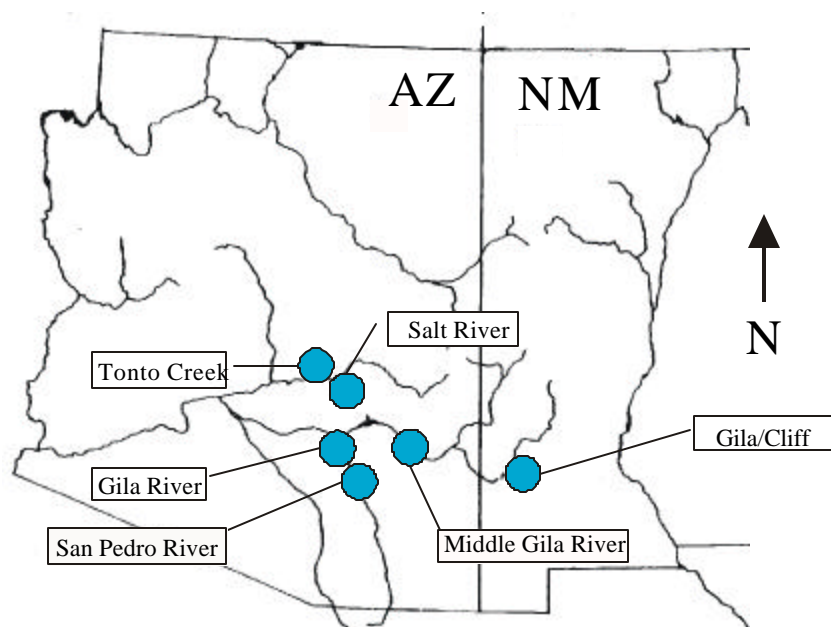 AZ
NM
Salt River
Tonto Creek
N
Gila/Cliff
Gila River
San Pedro River
Middle Gila River